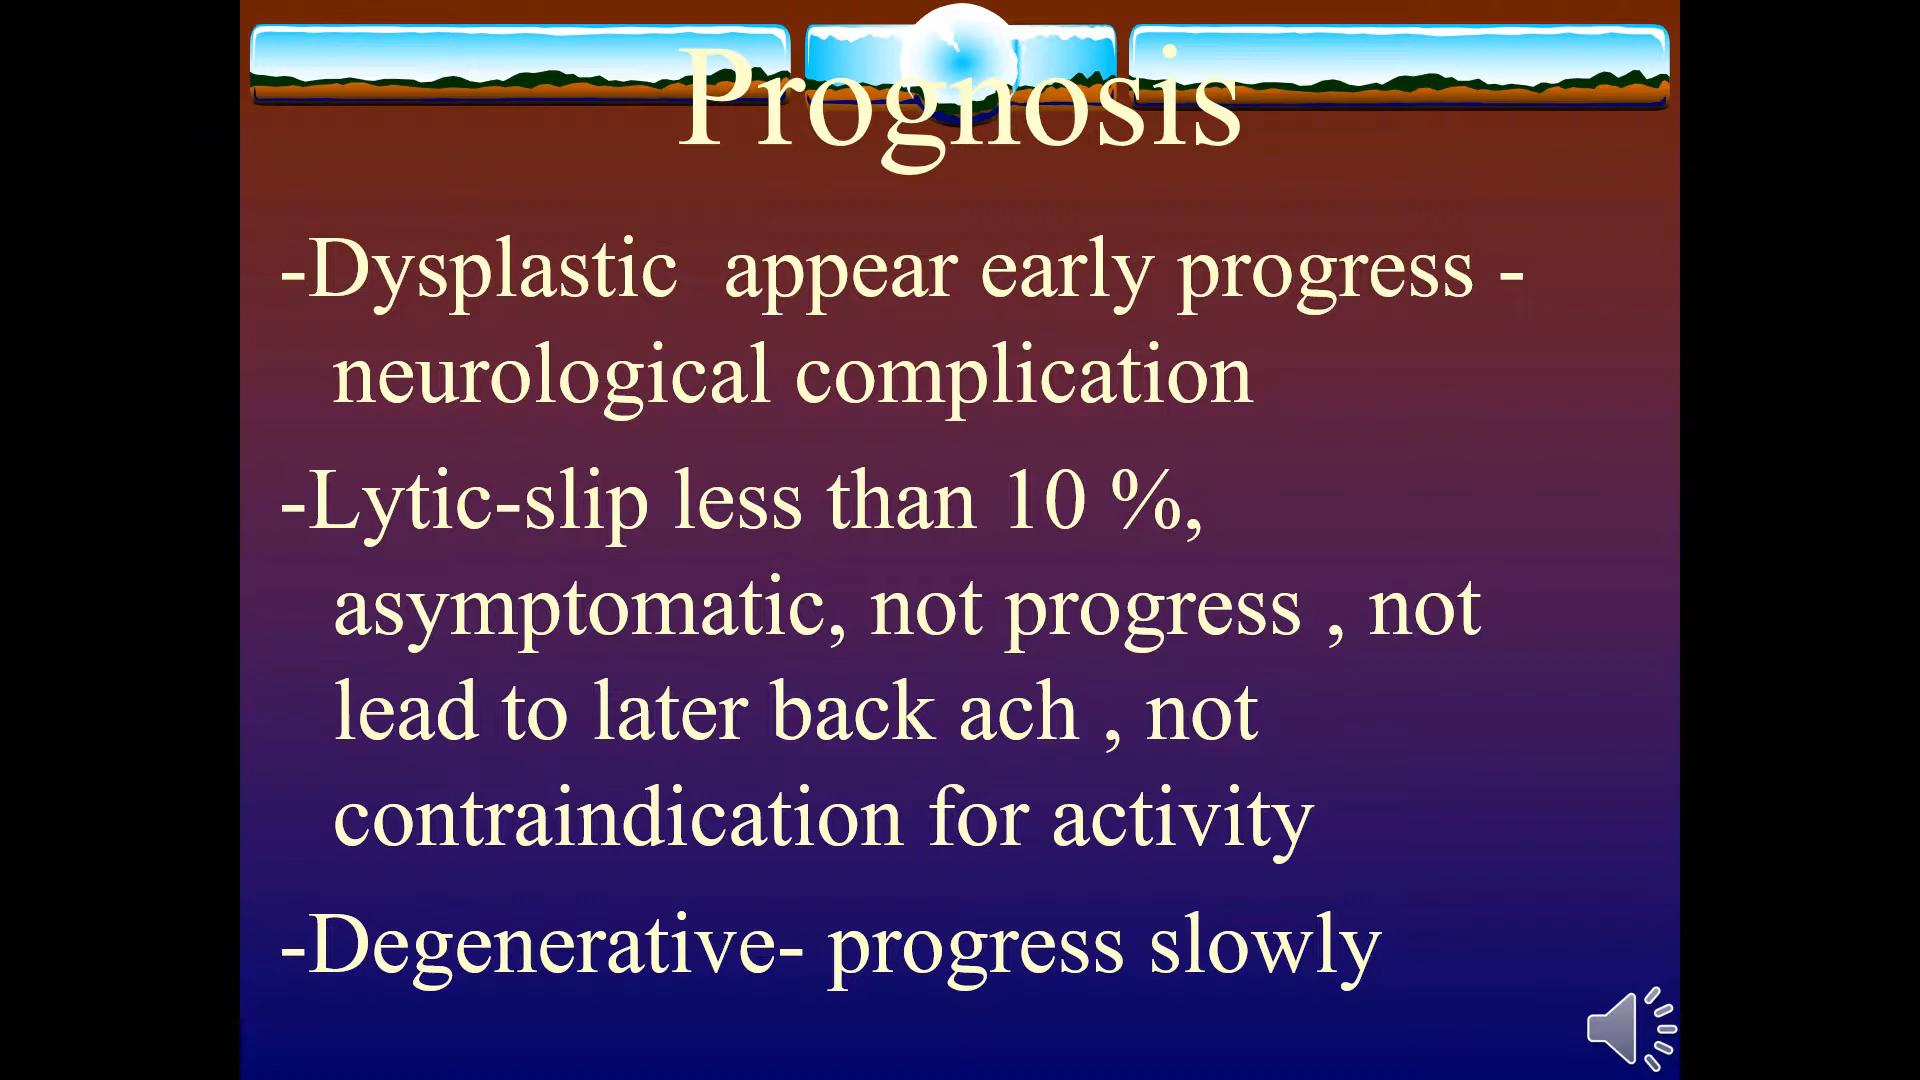 Prognosis
-Dysplastic appear early progress -
neurological complication
-Lytic-slip less than 10 %,
asymptomatic, not progress , not
lead to later back ach , not
contraindication for activity
-Degenerative- progress slowly